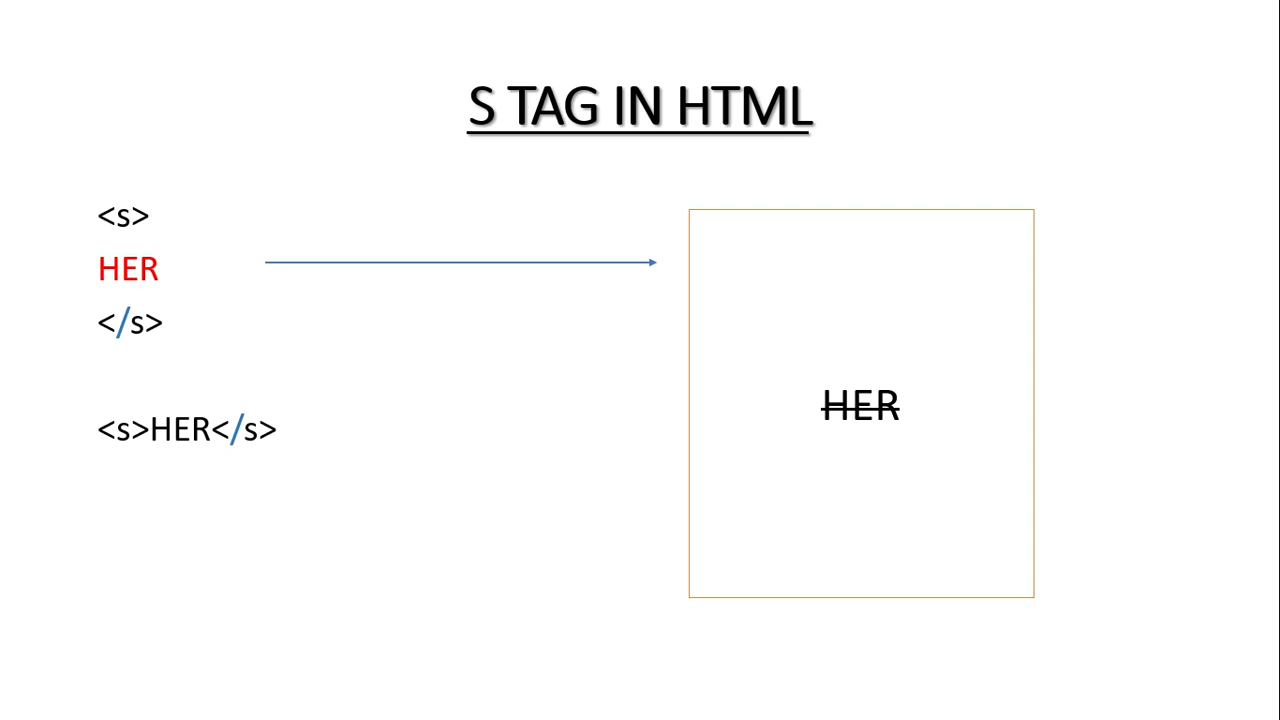 S TAG IN HTML
<s>
HER
</s>
<s>HER</s>
HER